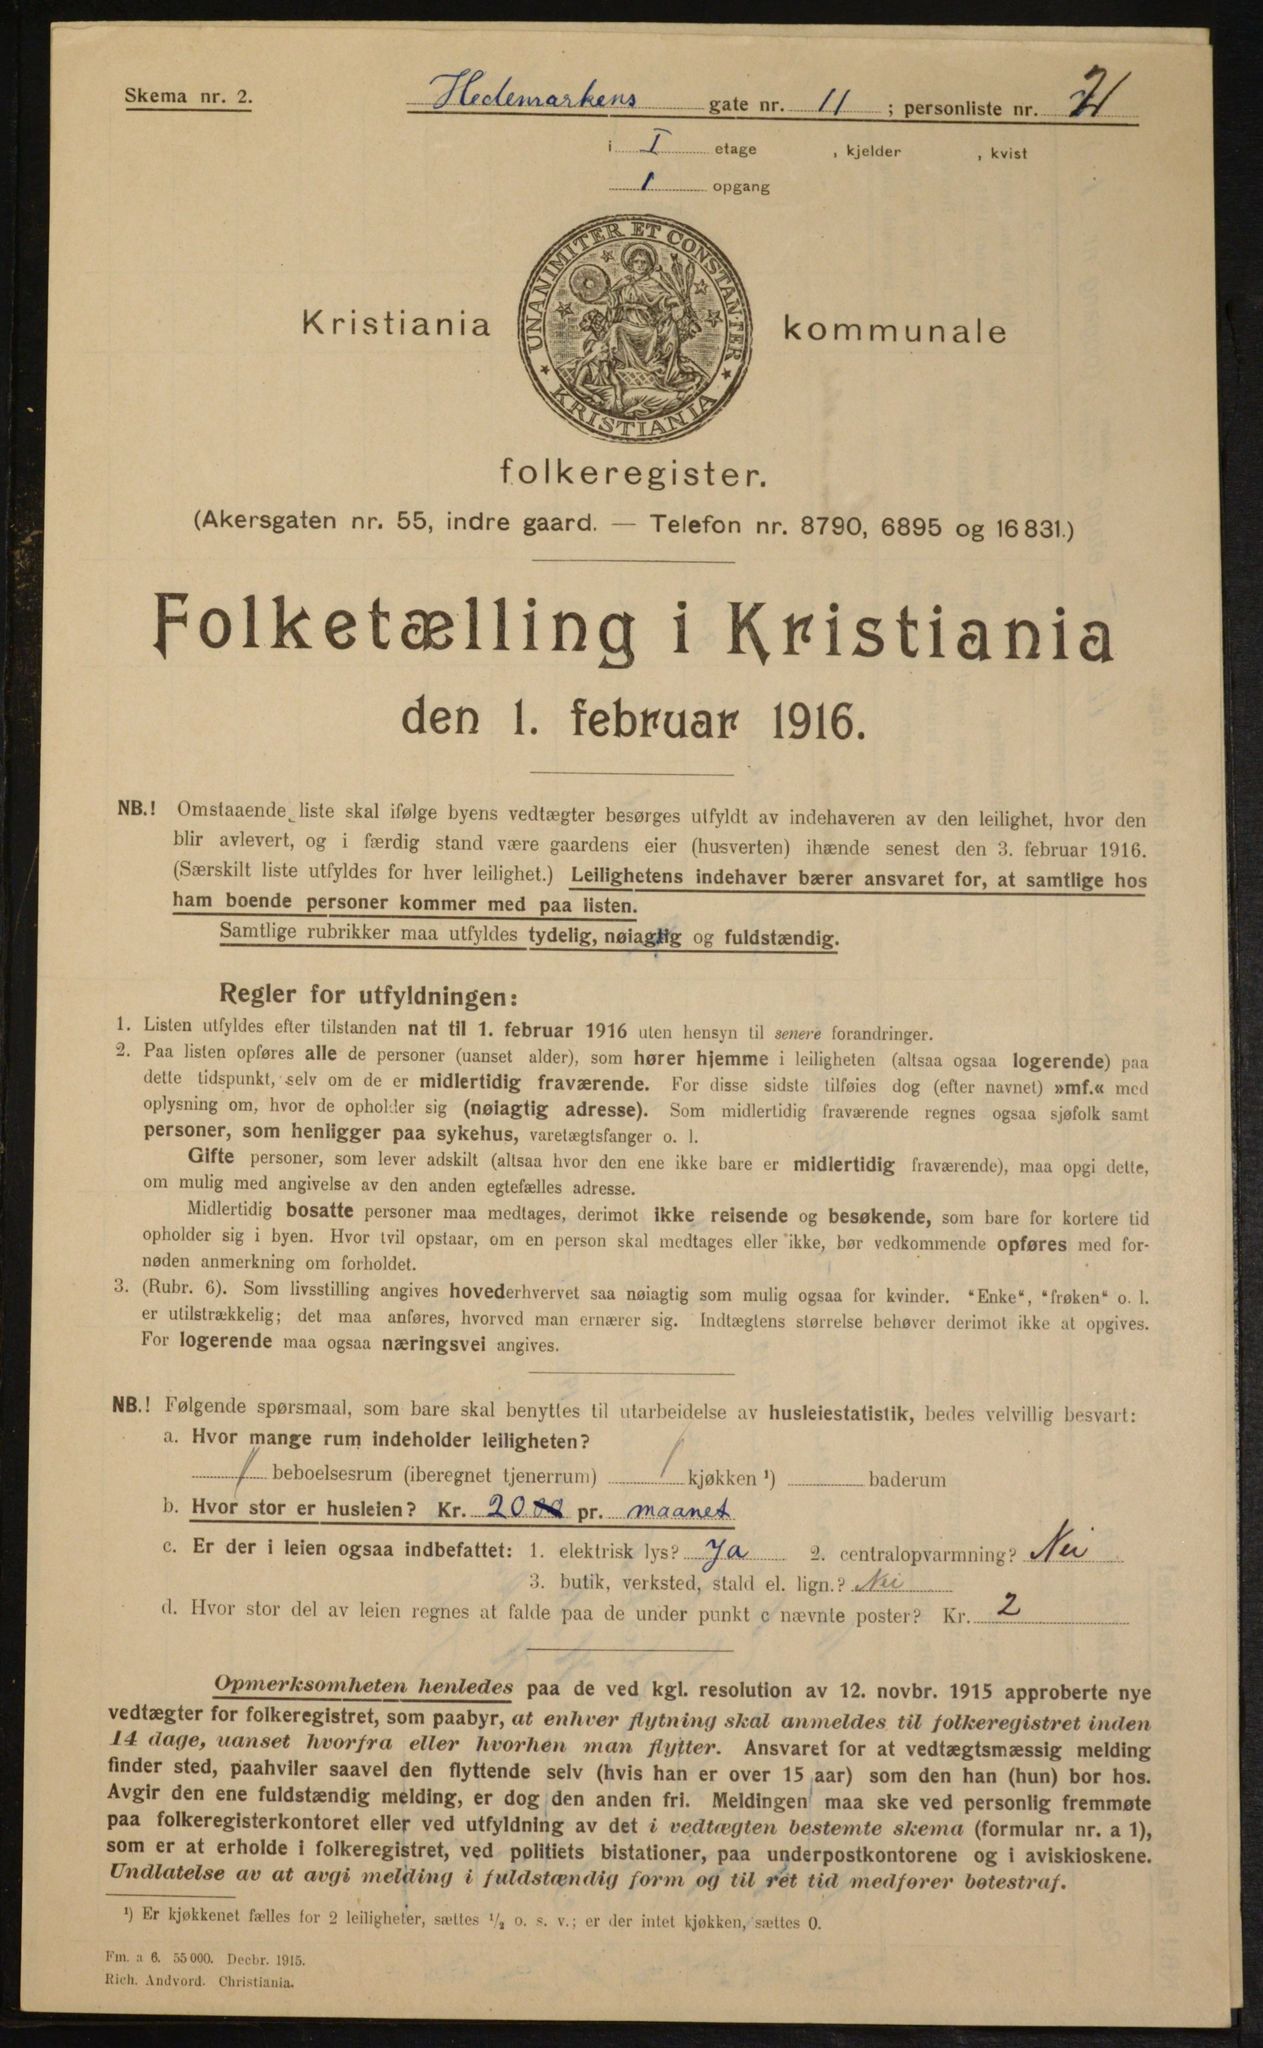 Skema nr. 2.
Hedemarkens gate nr. 11; personliste nr.
i I etage , kjelder , kvist
1 opgang
UNANIMITER ET CONSTANTER
KRISTIANIA
Kristiania kommunale
folkeregister.
(Akersgaten nr. 55, indre gaard. — Telefon nr. 8790, 6895 og 16 831.)
Folketælling i Kristiania
den 1. februar 1916.
NB.! Omstaaende liste skal ifølge byens vedtægter besørges utfyldt av indehaveren av den leilighet, hvor den
blir avlevert, og i færdig stand være gaardens eier (husverten) ihænde senest den 3. februar 1916.
(Særskilt liste utfyldes for hver leilighet.) Leilighetens indehaver bærer ansvaret for, at samtlige hos
ham boende personer kommer med paa listen.
Samtlige rubrikker maa utfyldes tydelig, nøiagtig og fuldstændig.
Regler for utfyldningen:
1. Listen utfyldes efter tilstanden nat til 1. februar 1916 uten hensyn til senere forandringer.
2. Paa listen opføres alle de personer (uanset alder), som hører hjemme i leiligheten (altsaa ogsaa logerende) paa
dette tidspunkt, selv om de er midlertidig fraværende. For disse sidste tilføies dog (efter navnet) »mf.« med
oplysning om, hvor de opholder sig (nøiagtig adresse). Som midlertidig fraværende regnes ogsaa sjøfolk samt
personer, som henligger paa sykehus, varetægtsfanger o. l.
Gifte personer, som lever adskilt (altsaa hvor den ene ikke bare er midlertidig fraværende), maa opgi dette,
om mulig med angivelse av den anden egtefælles adresse.
Midlertidig bosatte personer maa medtages, derimot ikke reisende og besøkende, som bare for kortere tid
opholder sig i byen. Hvor tvil opstaar, om en person skal medtages eller ikke, bør vedkommende opføres med for-
nøden anmerkning om forholdet.
3. (Rubr. 6). Som livsstilling angives hovederhvervet saa nøiagtig som mulig ogsaa for kvinder. "Enke", "frøken" o. l.
er utilstrækkelig; det maa anføres, hvorved man ernærer sig. Indtægtens størrelse behøver derimot ikke at opgives.
For logerende maa ogsaa næringsvei angives.
NB.! Følgende spørsmaal, som bare skal benyttes til utarbeidelse av husleiestatistik, bedes velvillig besvart:
a. Hvor mange rum indeholder leiligheten?
1 beboelsesrum (iberegnet tjenerrum) 1 kjøkken ¹) baderum
b. Hvor stor er husleien? Kr. 20 pr. maanet
c. Er der i leien ogsaa indbefattet: 1. elektrisk lys? Ja 2. centralopvarmning? Nei
3. butik, verksted, stald el. lign.? Nei
d. Hvor stor del av leien regnes at falde paa de under punkt c nævnte poster? Kr. 2
Opmerksomheten henledes paa de ved kgl. resolution av 12. novbr. 1915 approberte nye
vedtægter for folkeregistret, som paabyr, at enhver flytning skal anmeldes til folkeregistret inden
14 dage, uanset hvorfra eller hvorhen man flytter. Ansvaret for at vedtægtsmæssig melding
finder sted, paahviler saavel den flyttende selv (hvis han er over 15 aar) som den han (hun) bor hos.
Avgir den ene fuldstændig melding, er dog den anden fri. Meldingen maa ske ved personlig fremmøte
paa folkeregisterkontoret eller ved utfyldning av det i vedtægten bestemte skema (formular nr. a 1),
som er at erholde i folkeregistret, ved politiets bistationer, paa underpostkontorene og i aviskioskene.
Undlatelse av at avgi melding i fuldstændig form og til ret tid medfører bøtestraf.
¹) Er kjøkkenet fælles for 2 leiligheter, sættes ½ o. s. v.; er der intet kjøkken, sættes 0.
Fm. a 6. 55 000. Decbr. 1915.
Rich. Andvord. Christiania.